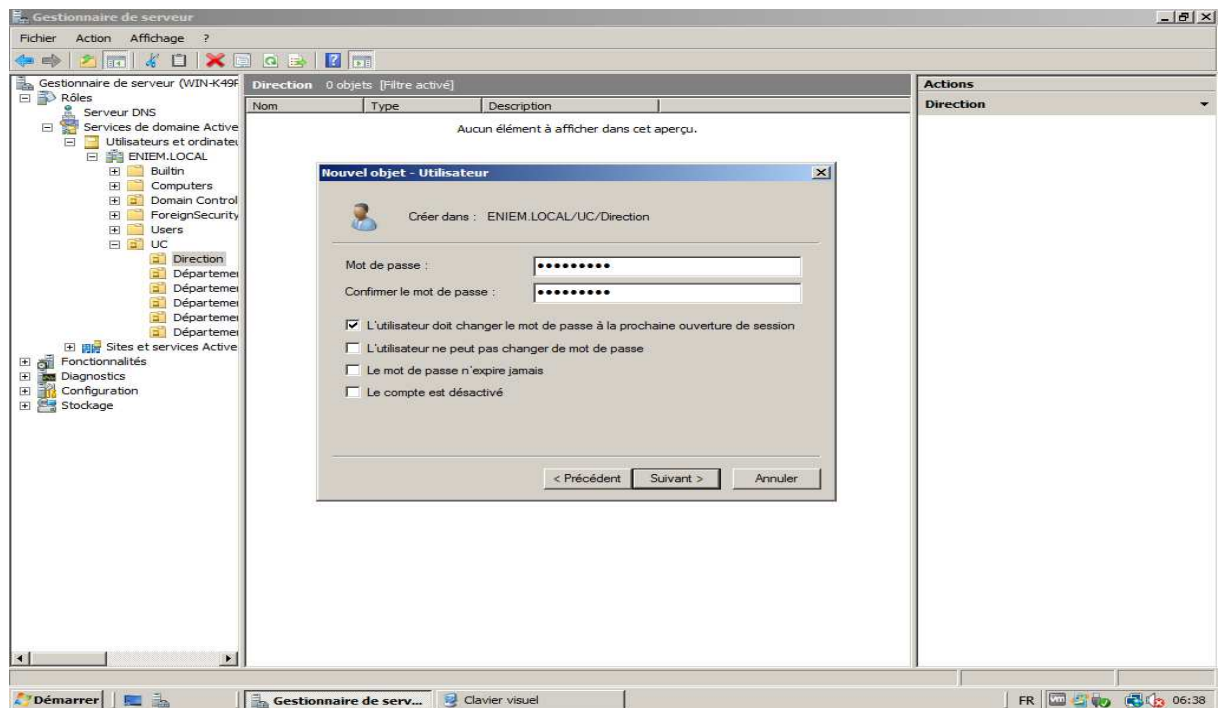 Gestionnaire de serveur
Fichier Action Affichage ?
Gestionnaire de serveur (WIN-K49F
Rôles
Serveur DNS
Services de domaine Active
Utilisateurs et ordinateu
ENIEM.LOCAL
Builtin
Computers
Domain Control
ForeignSecurity
Users
UC
Direction
Départemen
Départemen
Départemen
Départemen
Départemen
Sites et services Active
Fonctionnalités
Diagnostics
Configuration
Stockage
Direction 0 objets [Filtre activé]
Nom Type Description
Aucun élément à afficher dans cet aperçu.
Nouvel objet - Utilisateur
Créer dans : ENIEM.LOCAL/UC/Direction
Mot de passe : •••••••••
Confirmer le mot de passe : •••••••••
L'utilisateur doit changer le mot de passe à la prochaine ouverture de session
L'utilisateur ne peut pas changer de mot de passe
Le mot de passe n'expire jamais
Le compte est désactivé
< Précédent Suivant > Annuler
Actions
Direction
Démarrer Gestionnaire de serv... Clavier visuel FR 06:38